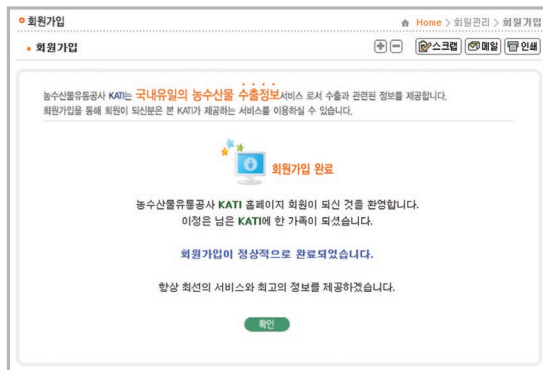 회원가입
Home > 회원관리 > 회원가입
회원가입
스크랩 메일 인쇄
농수산물유통공사 KATI는 국내유일의 농수산물 수출정보서비스 로서 수출과 관련된 정보를 제공합니다.
회원가입을 통해 회원이 되신분은 본 KATI가 제공하는 서비스를 이용하실 수 있습니다.
회원가입 완료
농수산물유통공사 KATI 홈페이지 회원이 되신 것을 환영합니다.
이정은 님은 KATI에 한 가족이 되셨습니다.
회원가입이 정상적으로 완료되었습니다.
항상 최선의 서비스와 최고의 정보를 제공하겠습니다.
확인